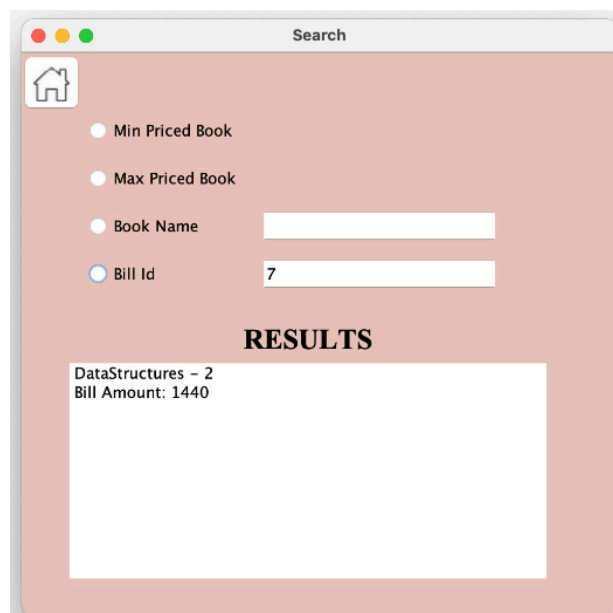 Search
Min Priced Book
Max Priced Book
Book Name
Bill Id 7
RESULTS
DataStructures - 2
Bill Amount: 1440